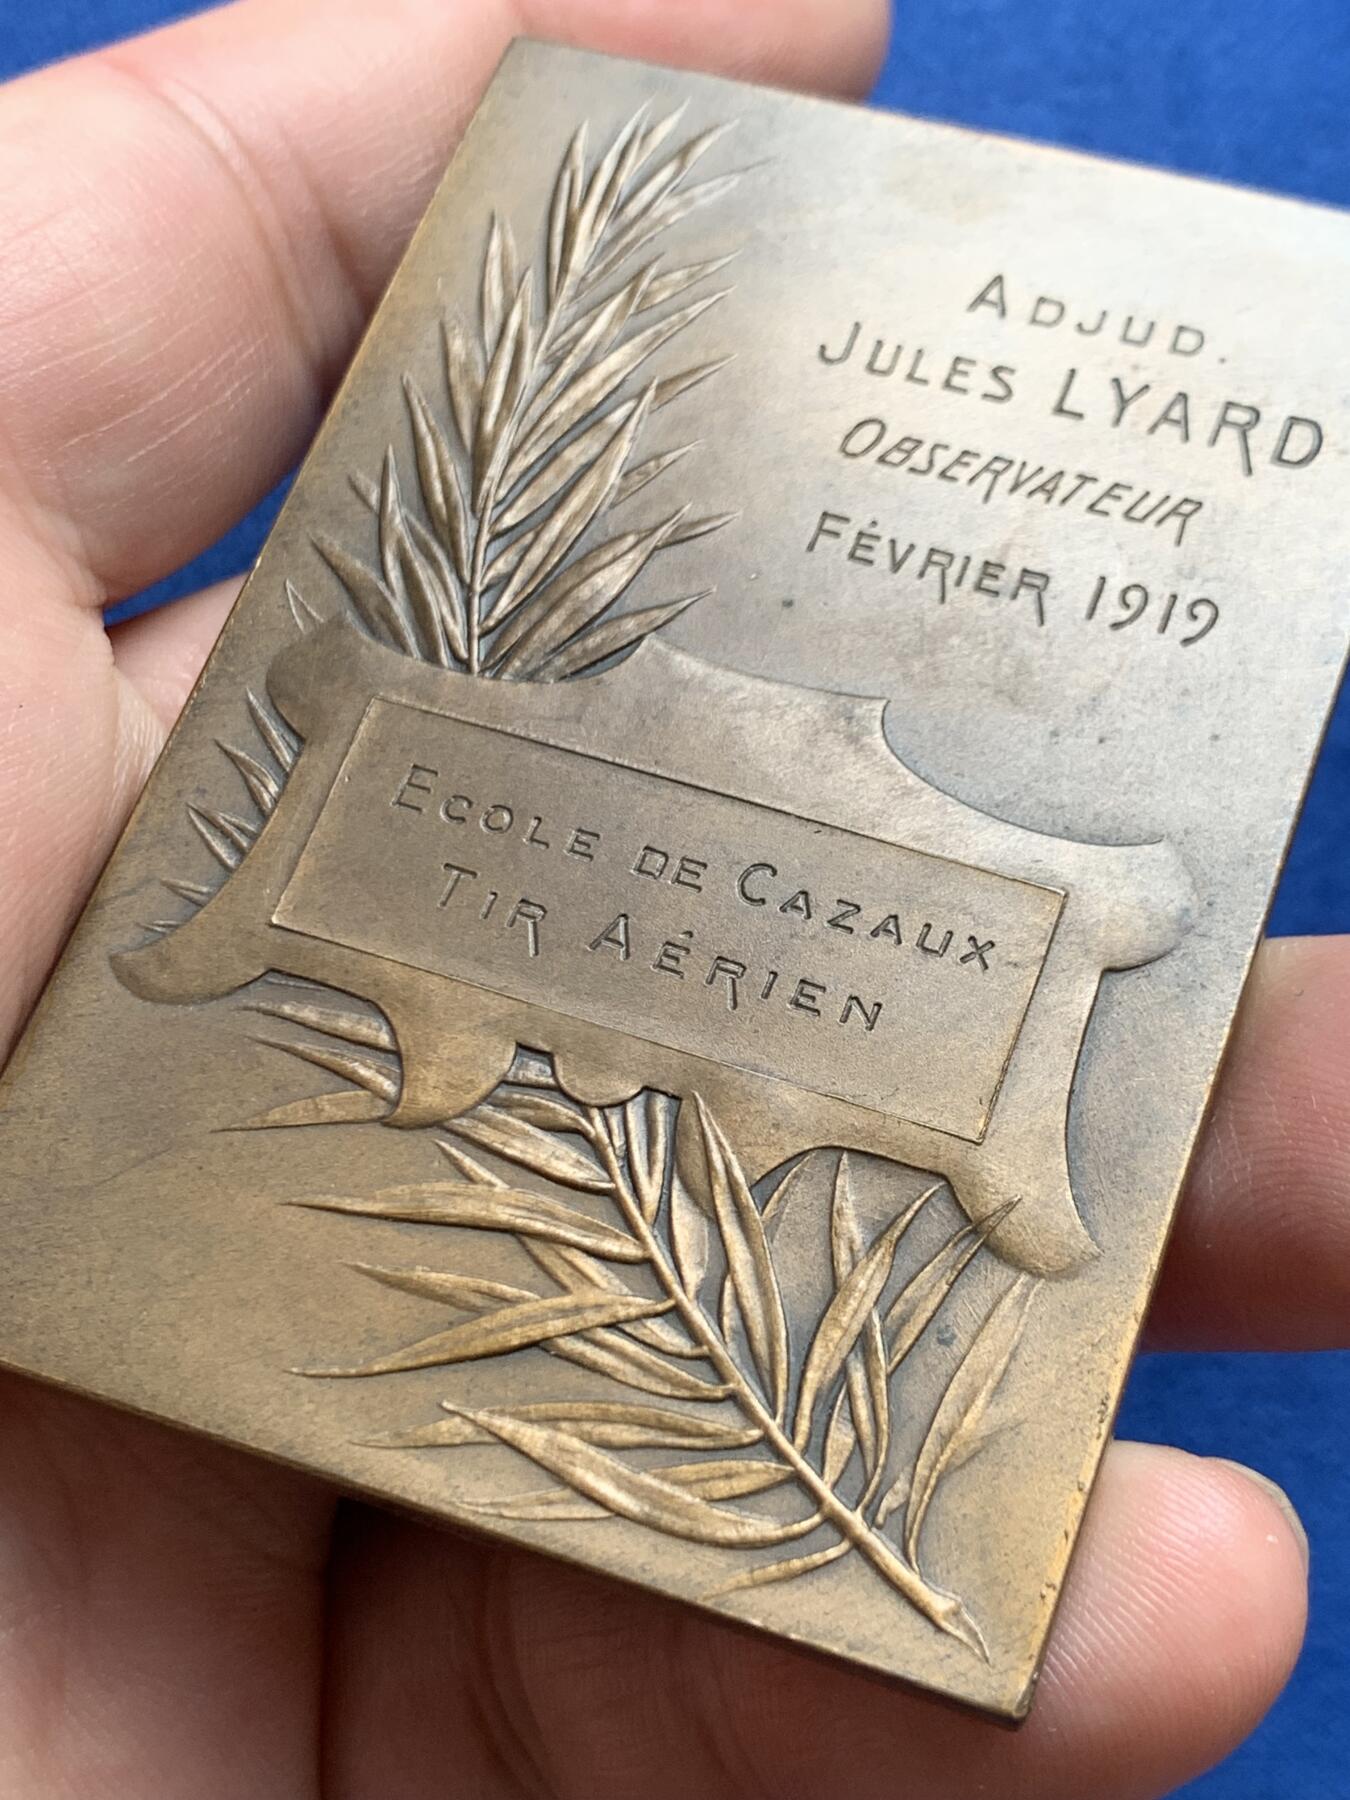 ADJUD.
JULES LYARD
OBSERVATEUR
FÉVRIER 1919
ECOLE DE CAZAUX
TIR AÉRIEN